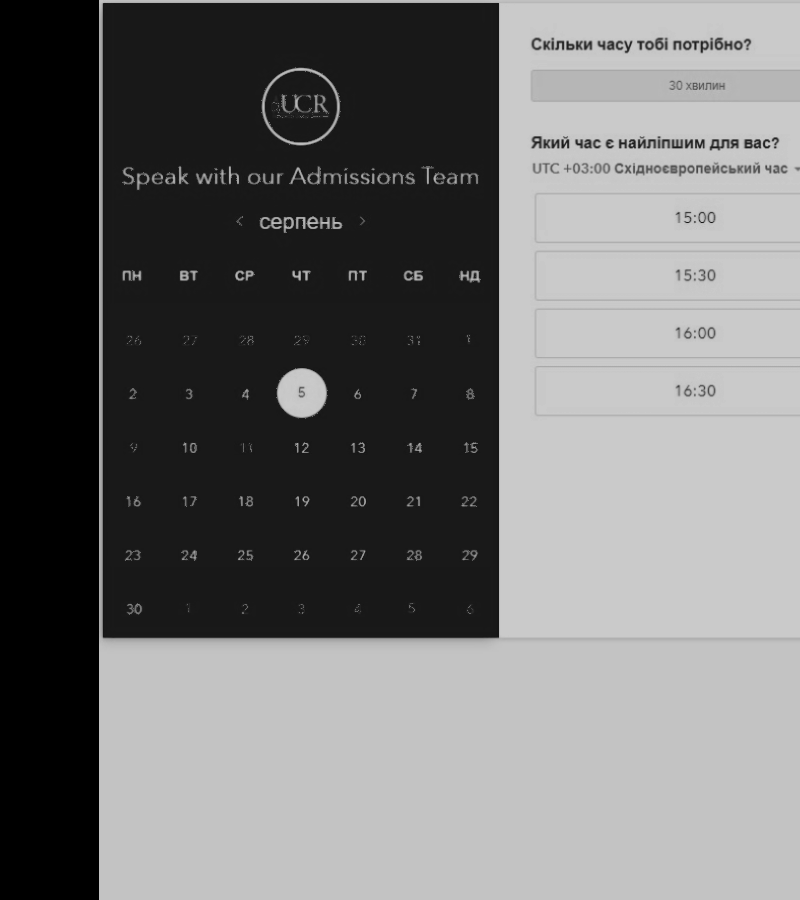 UCR
Speak with our Admissions Team
< серпень >
ПН ВТ СР ЧТ ПТ СБ НД
26 27 28 29 30 31 1
2 3 4 5 6 7 8
9 10 11 12 13 14 15
16 17 18 19 20 21 22
23 24 25 26 27 28 29
30 1 2 3 4 5 6
Скільки часу тобі потрібно?
30 хвилин
Який час є найліпшим для вас?
UTC +03:00 Східноєвропейський час
15:00
15:30
16:00
16:30